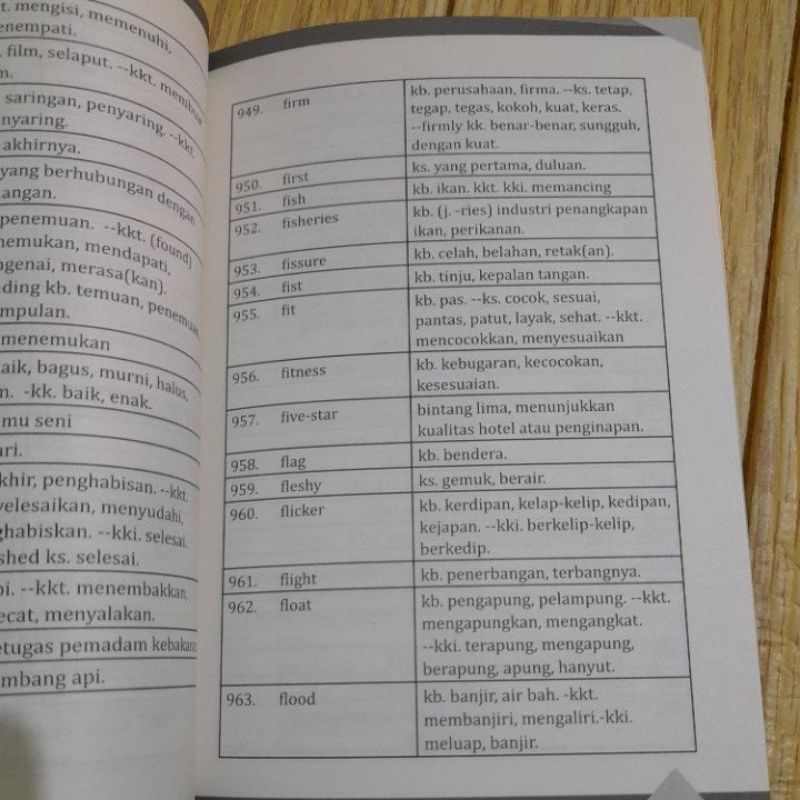 t. mengisi, memenuhi,
enempati.
film, selaput. --kkt. membuat
m.
saringan, penyaring. --kkt.
nyaring.
akhirnya.
yang berhubungan dengan
angan.
penemuan. --kkt. (found)
nemukan, mendapati,
ngenai, merasa(kan).
ding kb. temuan, penemuan,
mpulan.
menemukan
aik, bagus, murni, halus,
m. -kk. baik, enak.
mu seni
ari.
khir, penghabisan. --kkt.
yelesaikan, menyudahi,
ghabiskan. --kki. selesai.
shed ks. selesai.
pi. --kkt. menembakkan,
ecat, menyalakan.
etugas pemadam kebakara
mbang api.
949. firm kb. perusahaan, firma. --ks. tetap,
tegap, tegas, kokoh, kuat, keras.
--firmly kk. benar-benar, sungguh,
dengan kuat.
950. first ks. yang pertama, duluan.
951. fish kb. ikan. kkt. kki. memancing
952. fisheries kb. (j. -ries) industri penangkapan
ikan, perikanan.
953. fissure kb. celah, belahan, retak(an).
954. fist kb. tinju, kepalan tangan.
955. fit kb. pas. --ks. cocok, sesuai,
pantas, patut, layak, sehat. --kkt.
mencocokkan, menyesuaikan
956. fitness kb. kebugaran, kecocokan,
kesesuaian.
957. five-star bintang lima, menunjukkan
kualitas hotel atau penginapan.
958. flag kb. bendera.
959. fleshy ks. gemuk, berair.
960. flicker kb. kerdipan, kelap-kelip, kedipan,
kejapan. --kki. berkelip-kelip,
berkedip.
961. flight kb. penerbangan, terbangnya.
962. float kb. pengapung, pelampung. --kkt.
mengapungkan, mengangkat.
--kki. terapung, mengapung,
berapung, apung, hanyut.
963. flood kb. banjir, air bah. -kkt.
membanjiri, mengaliri.-kki.
meluap, banjir.